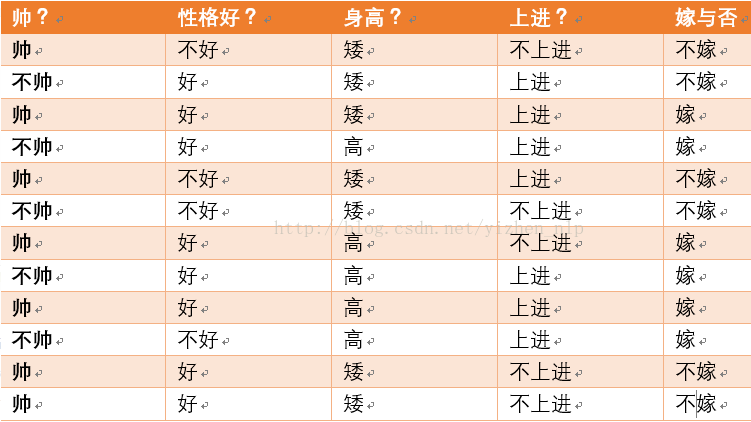 帅? 性格好? 身高? 上进? 嫁与否
帅 不好 矮 不上进 不嫁
不帅 好 矮 上进 不嫁
帅 好 矮 上进 嫁
不帅 好 高 上进 嫁
帅 不好 矮 上进 不嫁
不帅 不好 矮 不上进 不嫁
http://blog.csdn.net/yizhen_nlp
帅 好 高 不上进 嫁
不帅 好 高 上进 嫁
帅 好 高 上进 嫁
不帅 不好 高 上进 嫁
帅 好 矮 不上进 不嫁
帅 好 矮 不上进 不嫁